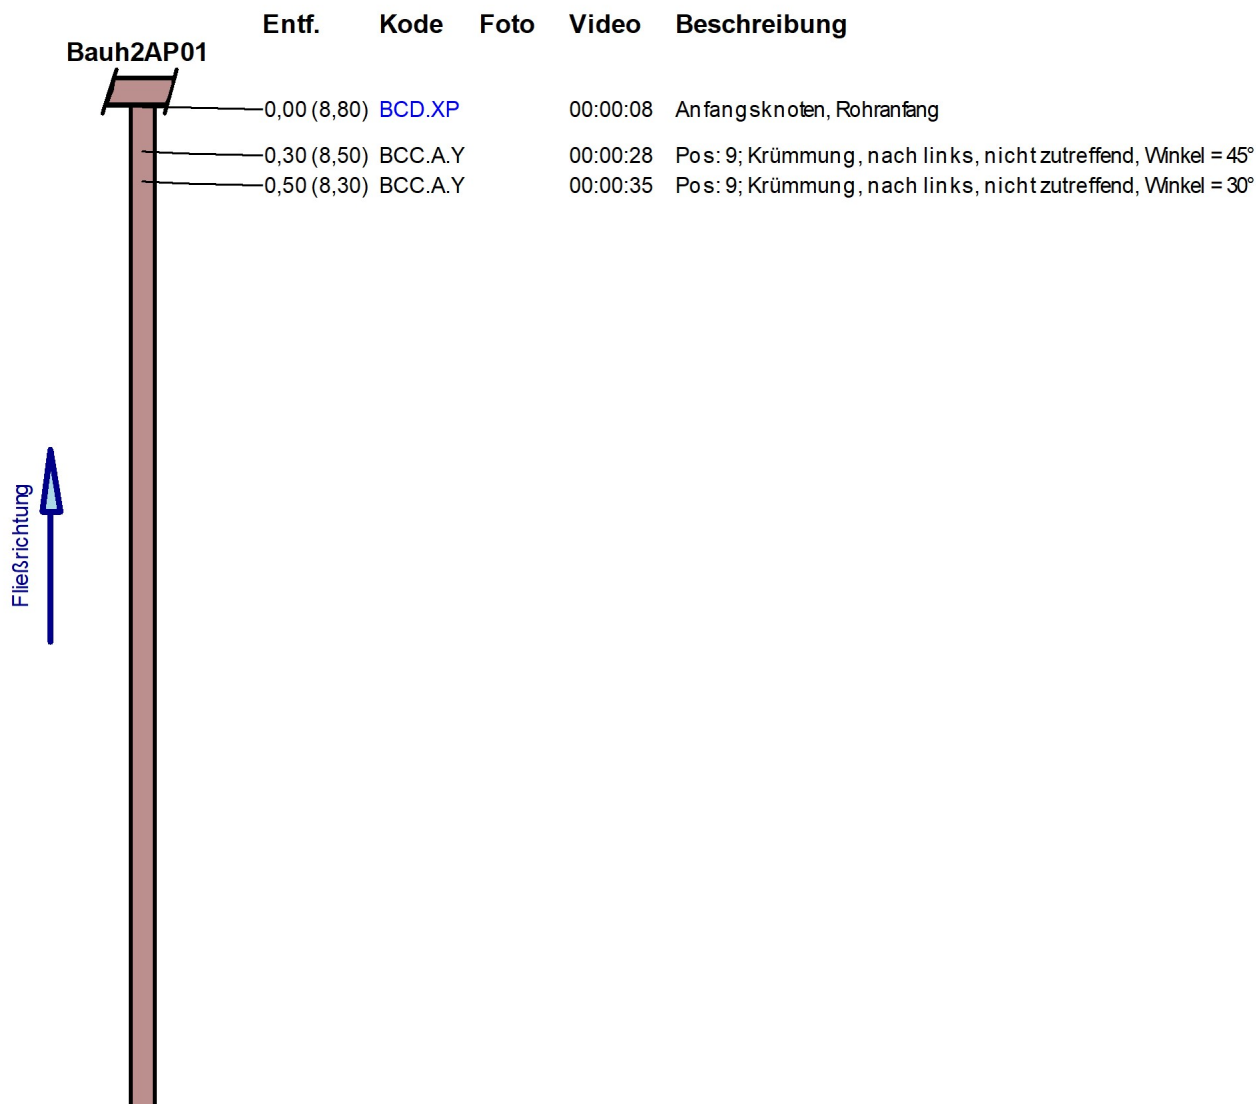 Entf. Kode Foto Video Beschreibung
Bauh2AP01
0,00 (8,80) BCD.XP 00:00:08 Anfangsknoten, Rohranfang
0,30 (8,50) BCC.A.Y 00:00:28 Pos: 9; Krümmung, nach links, nicht zutreffend, Winkel = 45°
0,50 (8,30) BCC.A.Y 00:00:35 Pos: 9; Krümmung, nach links, nicht zutreffend, Winkel = 30°
Fließrichtung